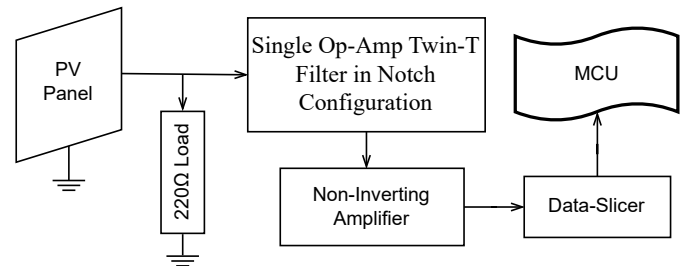 PV
Panel
220Ω Load
Single Op-Amp Twin-T
Filter in Notch
Configuration
Non-Inverting
Amplifier
Data-Slicer
MCU